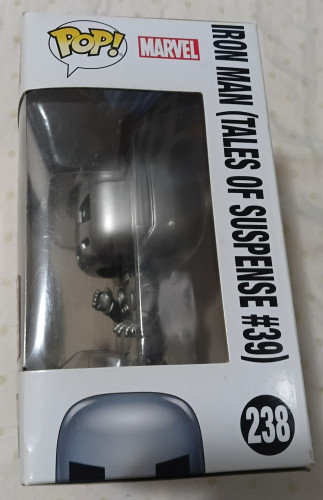 POP!
MARVEL
IRON MAN (TALES OF SUSPENSE #39)
238